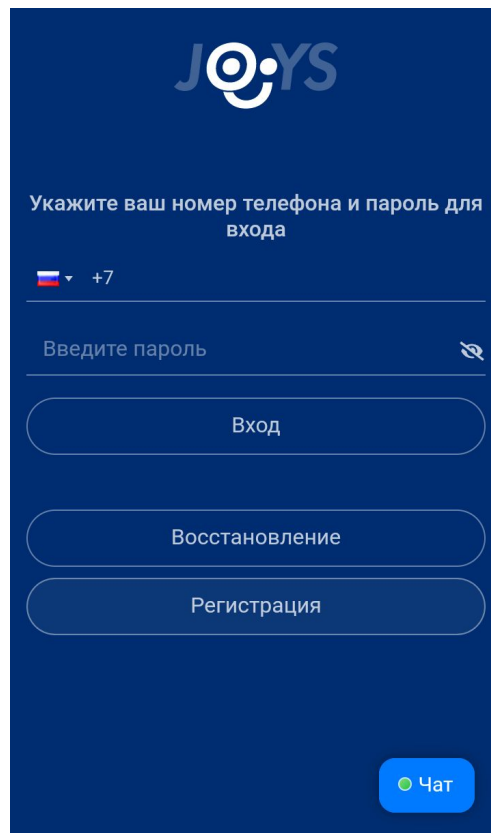 JOYS
Укажите ваш номер телефона и пароль для
входа
+7
Введите пароль
Вход
Восстановление
Регистрация
Чат